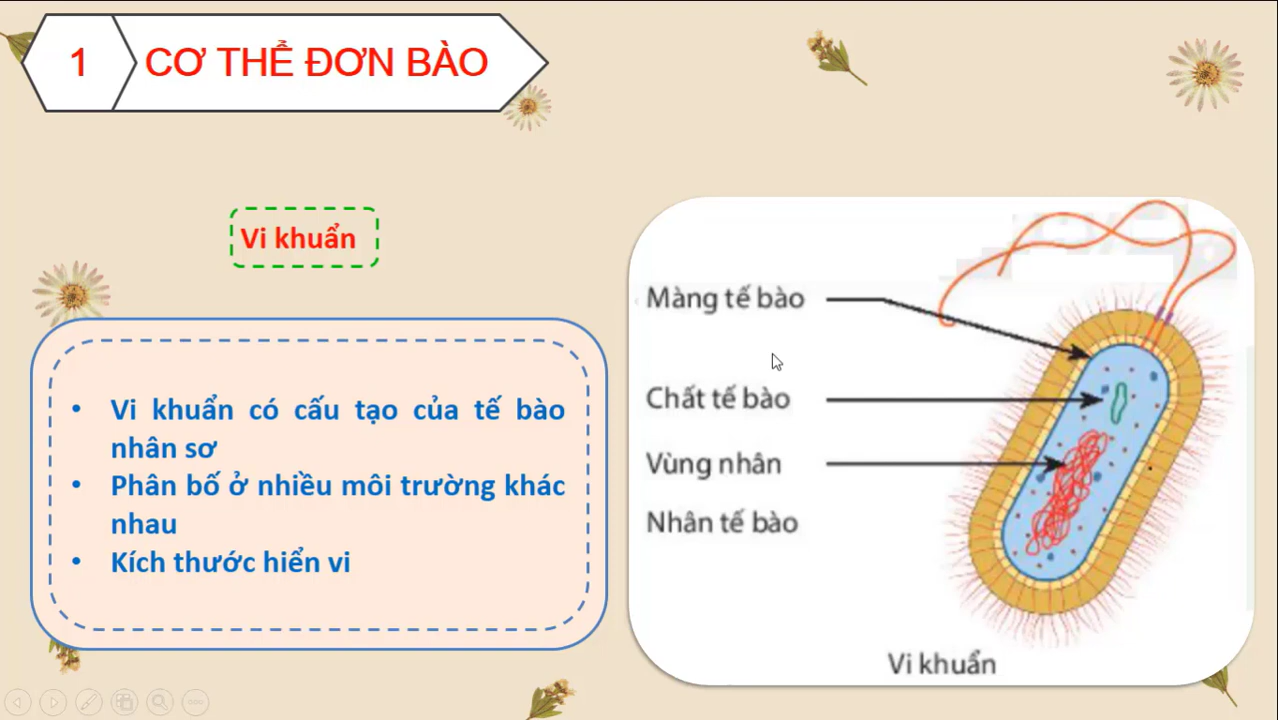 1
CƠ THỂ ĐƠN BÀO
Vi khuẩn
• Vi khuẩn có cấu tạo của tế bào
nhân sơ
• Phân bố ở nhiều môi trường khác
nhau
• Kích thước hiển vi
Màng tế bào
Chất tế bào
Vùng nhân
Nhân tế bào
Vi khuẩn